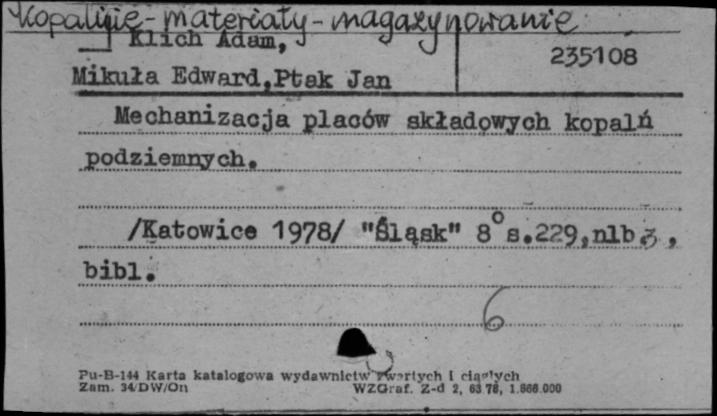 Kopalnie - materiały - magazynowanie
Klich Adam,
235108
Mikuła Edward,Ptak Jan
Mechanizacja placów składowych kopalń
podziemnych.
/Katowice 1978/ "Śląsk" 8° s.229,nlb.3,
bibl.
6
Pu-B-144 Karta katalogowa wydawnictw zwartych i ciągłych
Zam. 34/DW/On WZGraf. Z-d 2, 63.78, 1.666.000